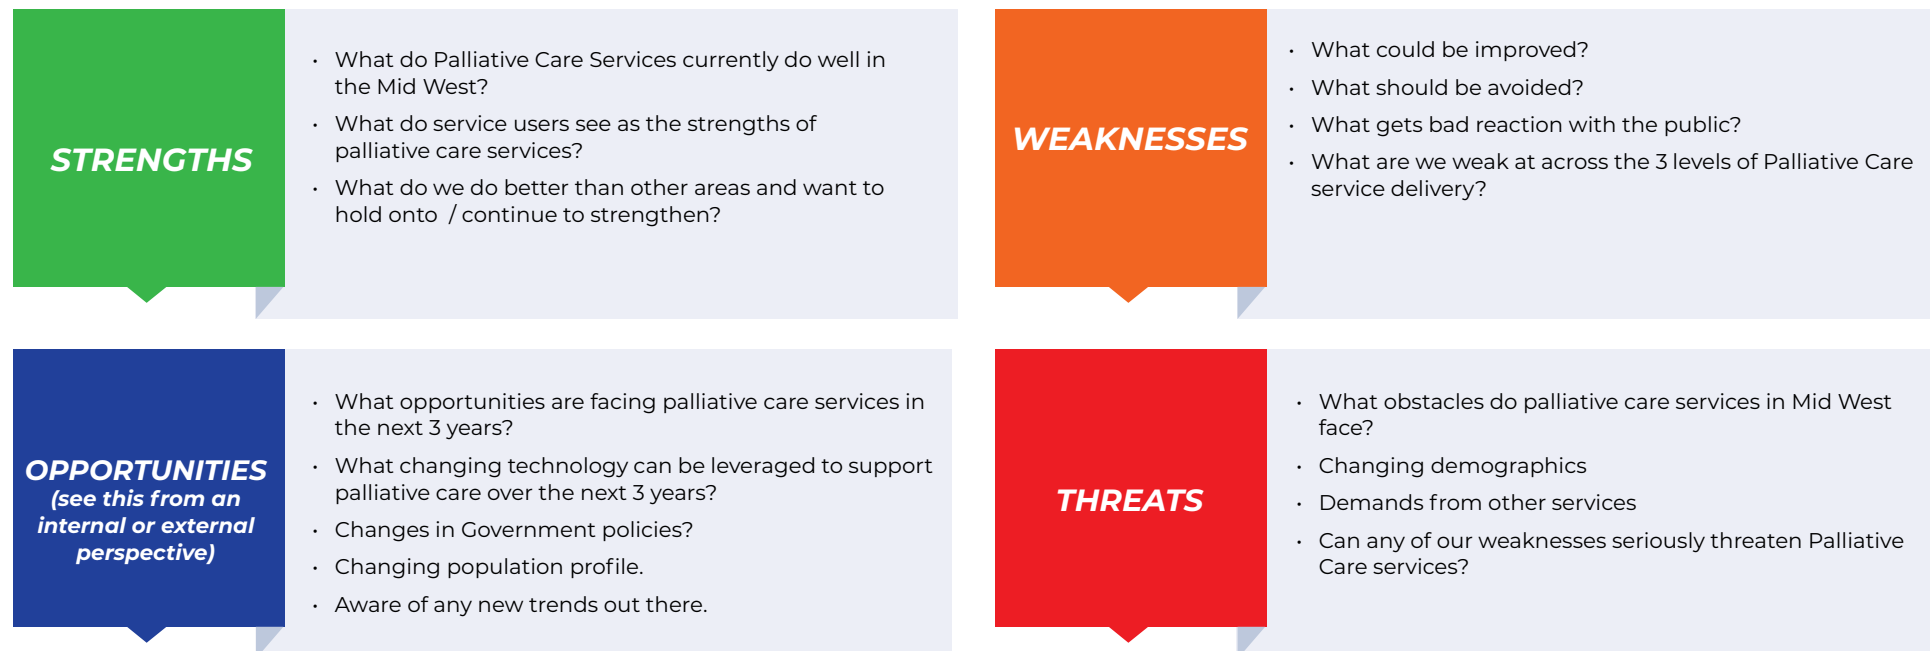 STRENGTHS
• What do Palliative Care Services currently do well in
the Mid West?
• What do service users see as the strengths of
palliative care services?
• What do we do better than other areas and want to
hold onto / continue to strengthen?
WEAKNESSES
• What could be improved?
• What should be avoided?
• What gets bad reaction with the public?
• What are we weak at across the 3 levels of Palliative Care
service delivery?
OPPORTUNITIES
(see this from an
internal or external
perspective)
• What opportunities are facing palliative care services in
the next 3 years?
• What changing technology can be leveraged to support
palliative care over the next 3 years?
• Changes in Government policies?
• Changing population profile.
• Aware of any new trends out there.
THREATS
• What obstacles do palliative care services in Mid West
face?
• Changing demographics
• Demands from other services
• Can any of our weaknesses seriously threaten Palliative
Care services?